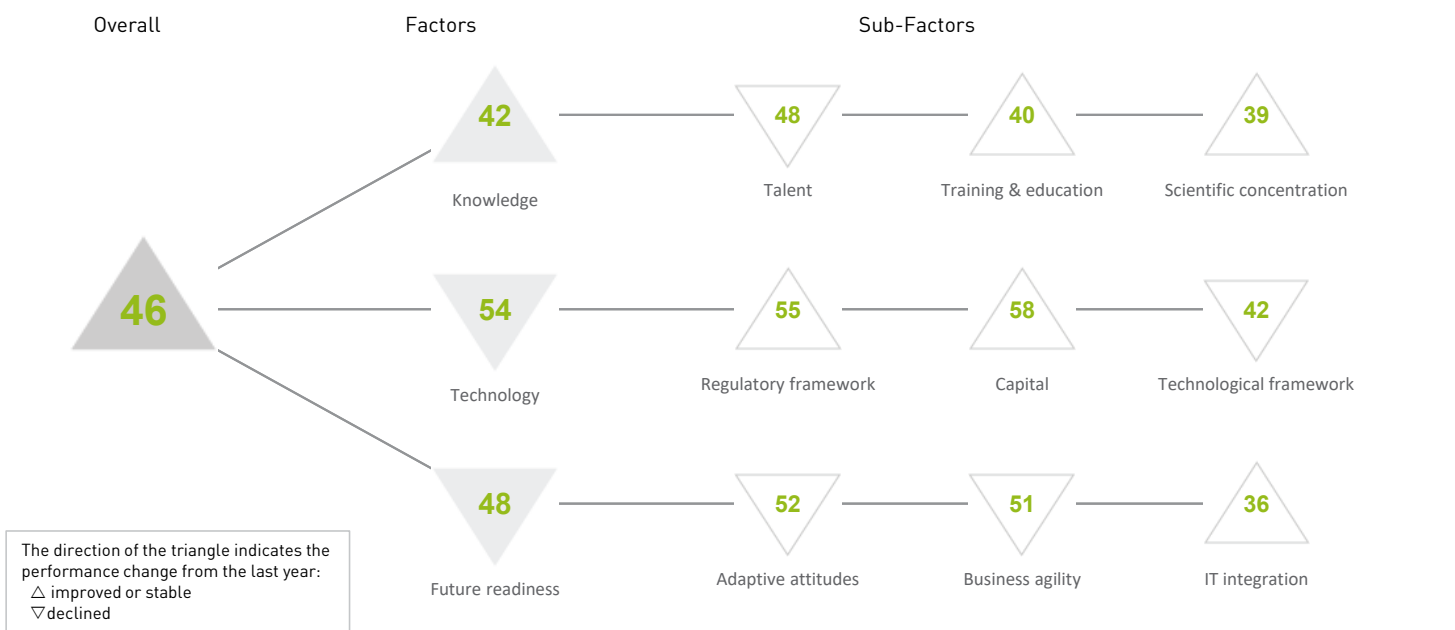 Overall Factors Sub-Factors
42 48 40 39
Knowledge Talent Training & education Scientific concentration
46 54 55 58 42
Technology Regulatory framework Capital Technological framework
48 52 51 36
Future readiness Adaptive attitudes Business agility IT integration
The direction of the triangle indicates the
performance change from the last year:
△ improved or stable
▽ declined